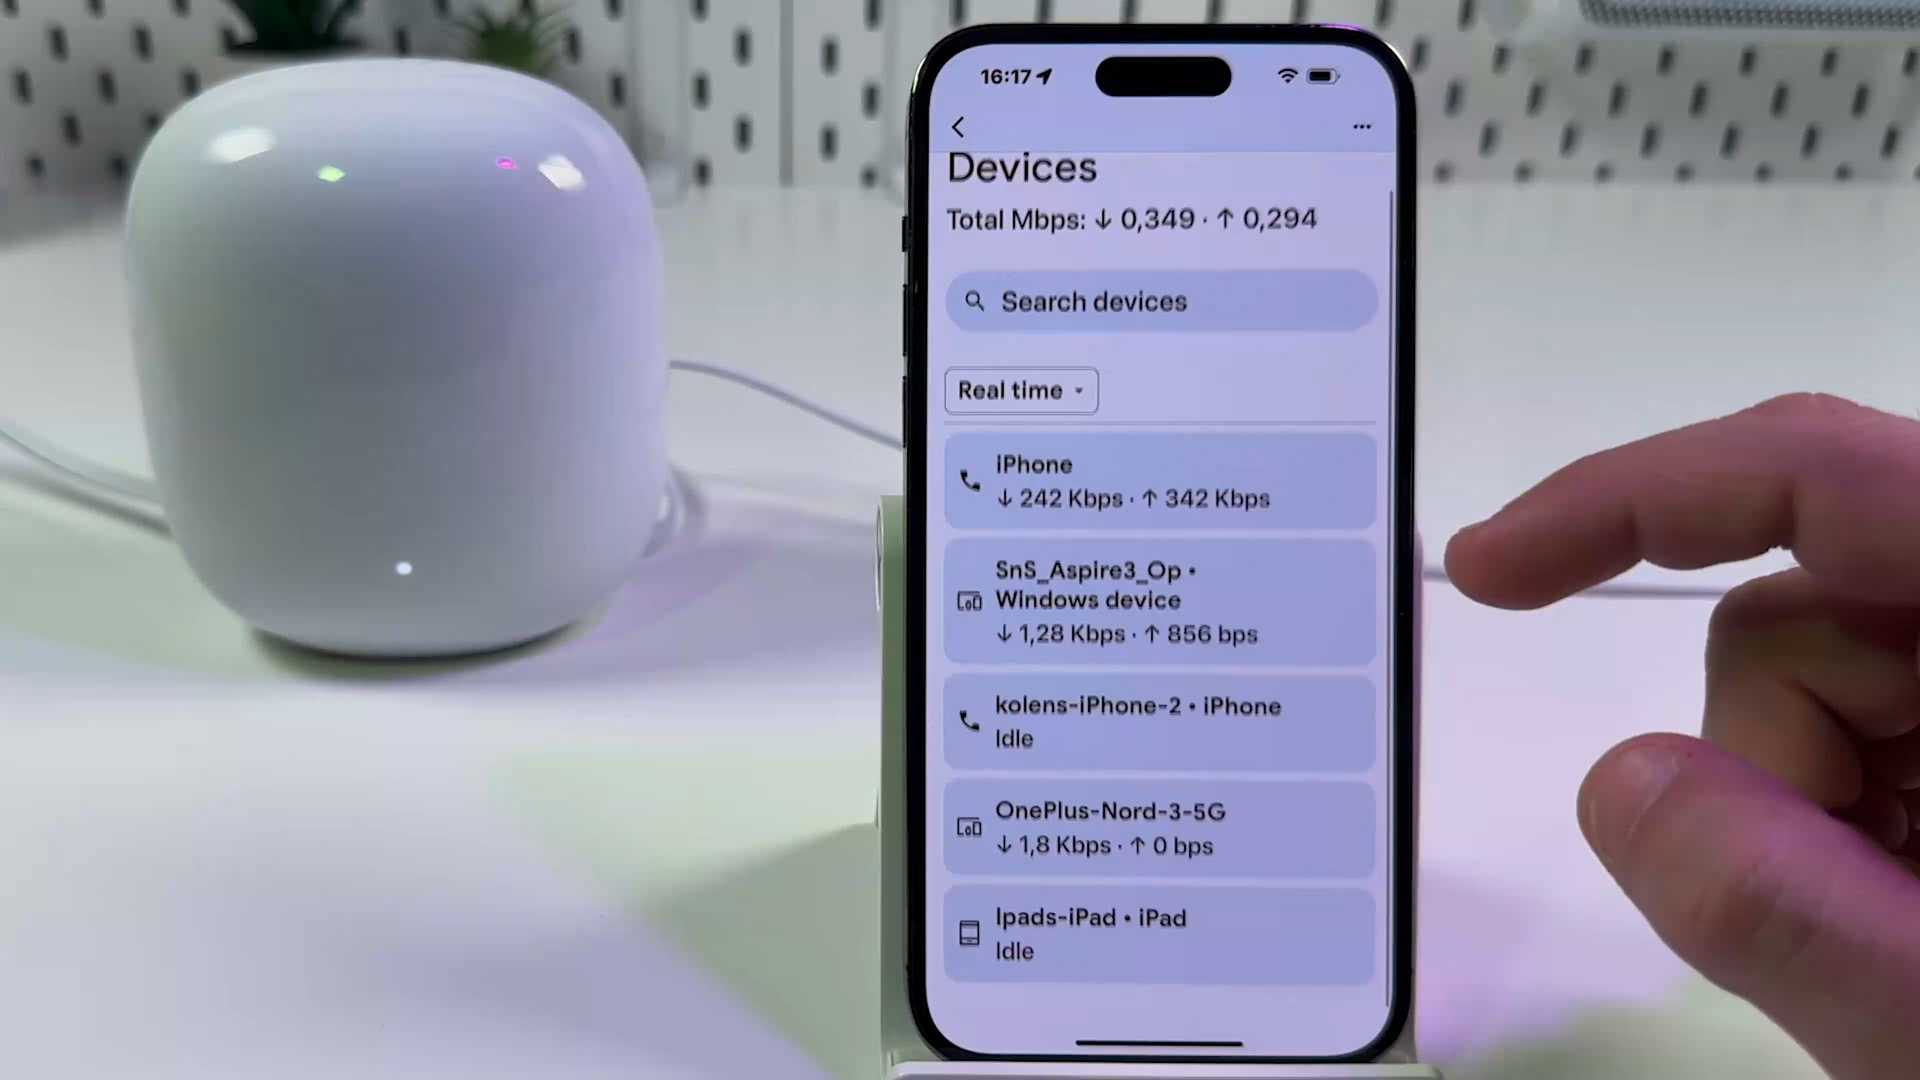 16:17
Devices
Total Mbps: ↓ 0,349 · ↑ 0,294
Search devices
Real time
iPhone
↓ 242 Kbps · ↑ 342 Kbps
SnS_Aspire3_Op •
Windows device
↓ 1,28 Kbps · ↑ 856 bps
kolens-iPhone-2 • iPhone
Idle
OnePlus-Nord-3-5G
↓ 1,8 Kbps · ↑ 0 bps
Ipads-iPad • iPad
Idle